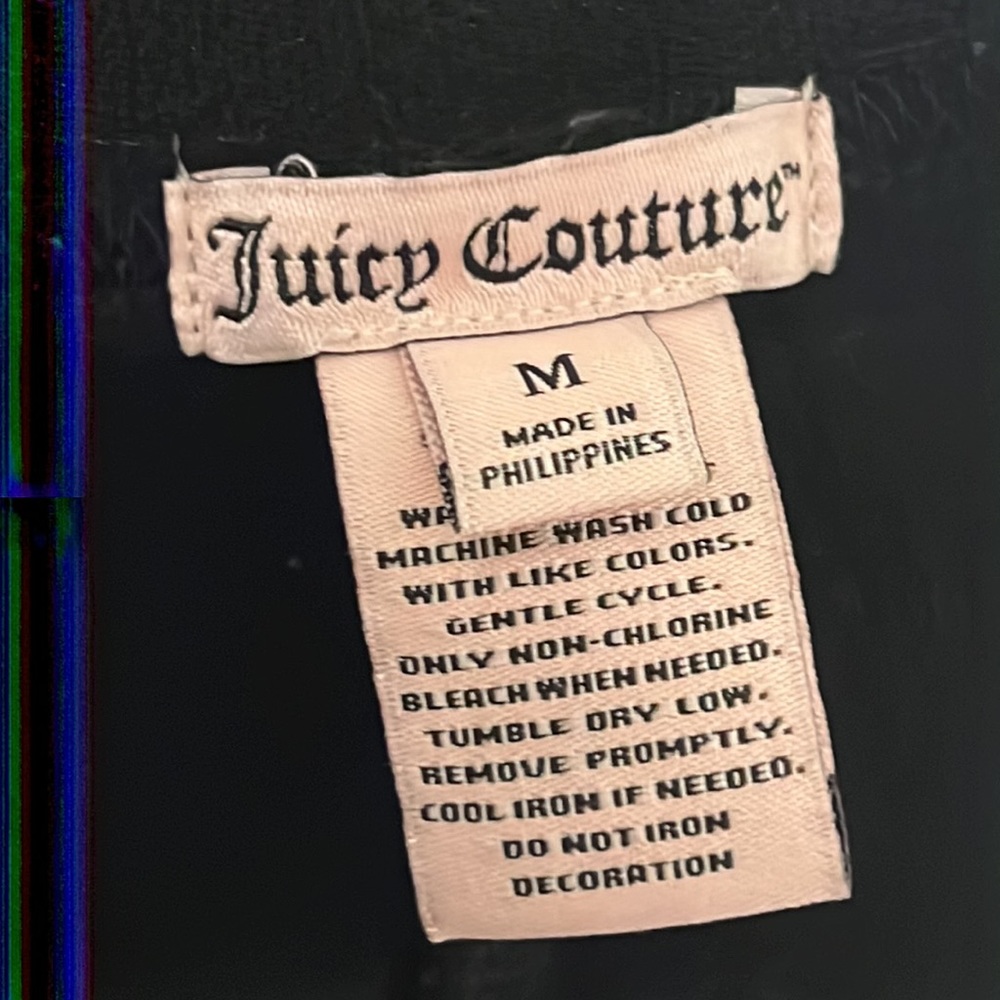 Juicy Couture™
M
MADE IN
PHILIPPINES
MACHINE WASH COLD
WITH LIKE COLORS.
GENTLE CYCLE.
ONLY NON-CHLORINE
BLEACH WHEN NEEDED.
TUMBLE DRY LOW.
REMOVE PROMPTLY.
COOL IRON IF NEEDED.
DO NOT IRON
DECORATION